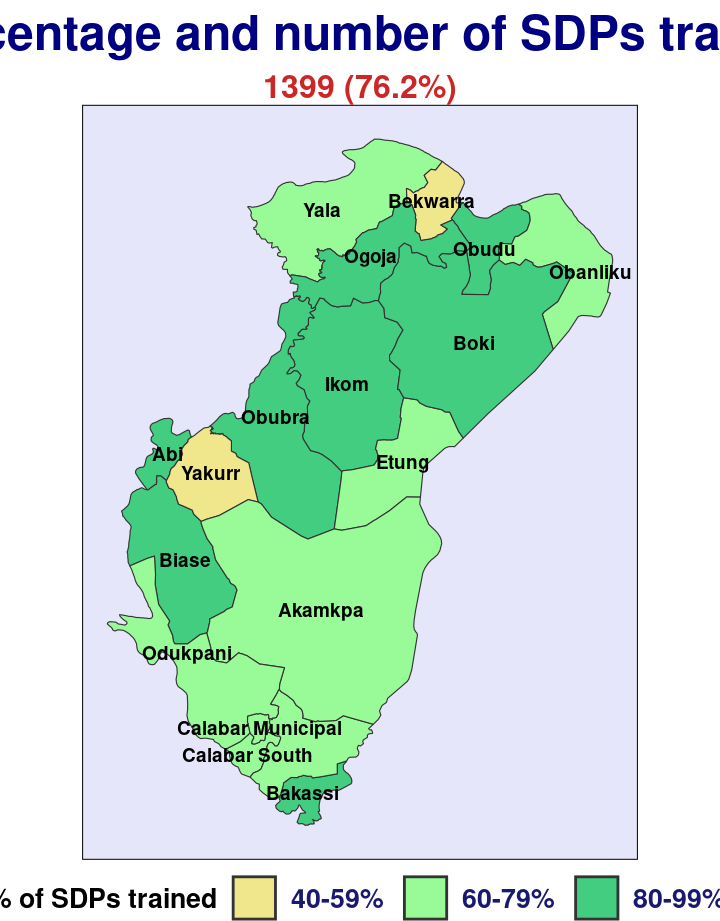 centage and number of SDPs tra
1399 (76.2%)
Bekwarra
Yala
Obudu
Ogoja
Obanliku
Boki
Ikom
Obubra
Abi
Etung
Yakurr
Biase
Akamkpa
Odukpani
Calabar Municipal
Calabar South
Bakassi
% of SDPs trained 40-59% 60-79% 80-99%